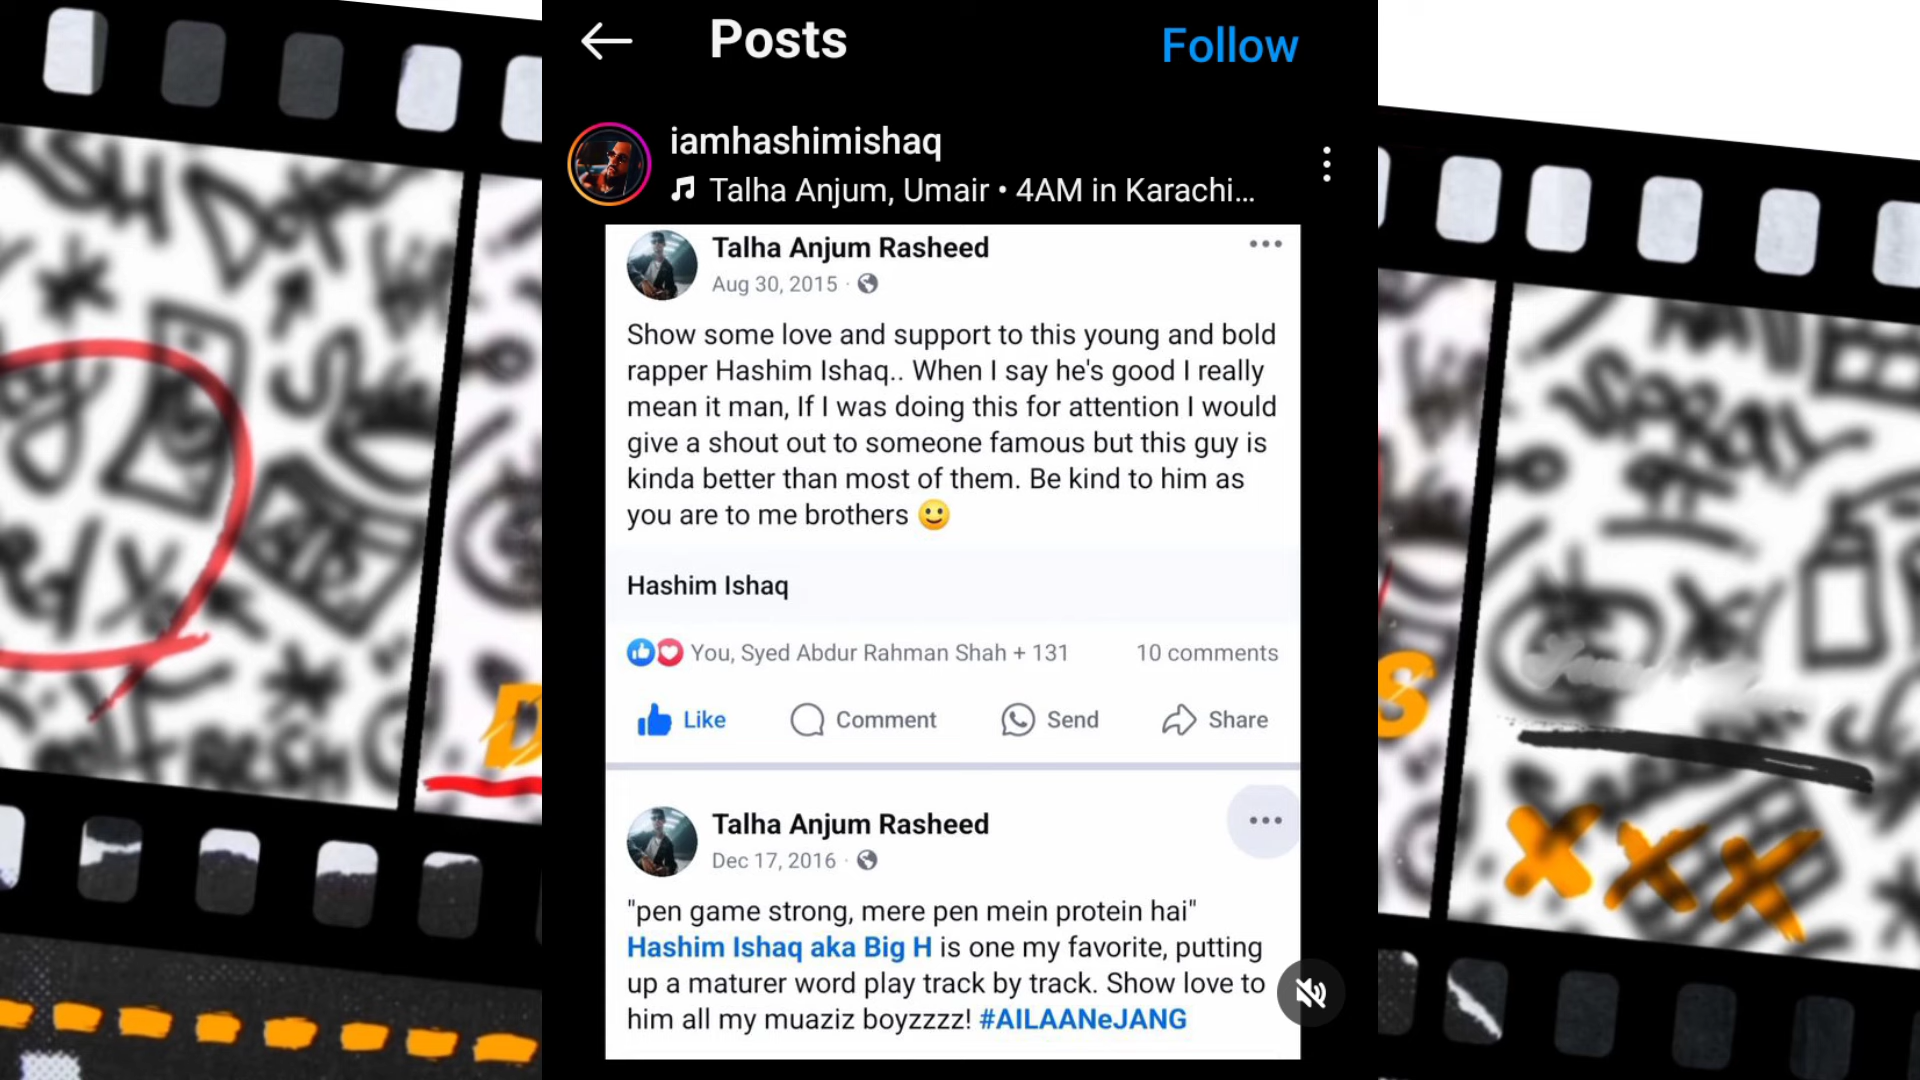 Posts
Follow
iamhashimishaq
Talha Anjum, Umair • 4AM in Karachi...
Talha Anjum Rasheed
Aug 30, 2015 ·
Show some love and support to this young and bold
rapper Hashim Ishaq.. When I say he's good I really
mean it man, If I was doing this for attention I would
give a shout out to someone famous but this guy is
kinda better than most of them. Be kind to him as
you are to me brothers 🙂
Hashim Ishaq
You, Syed Abdur Rahman Shah + 131
10 comments
Like
Comment
Send
Share
Talha Anjum Rasheed
Dec 17, 2016 ·
"pen game strong, mere pen mein protein hai"
Hashim Ishaq aka Big H is one my favorite, putting
up a maturer word play track by track. Show love to
him all my muaziz boyzzzz! #AILAANeJANG
XXX